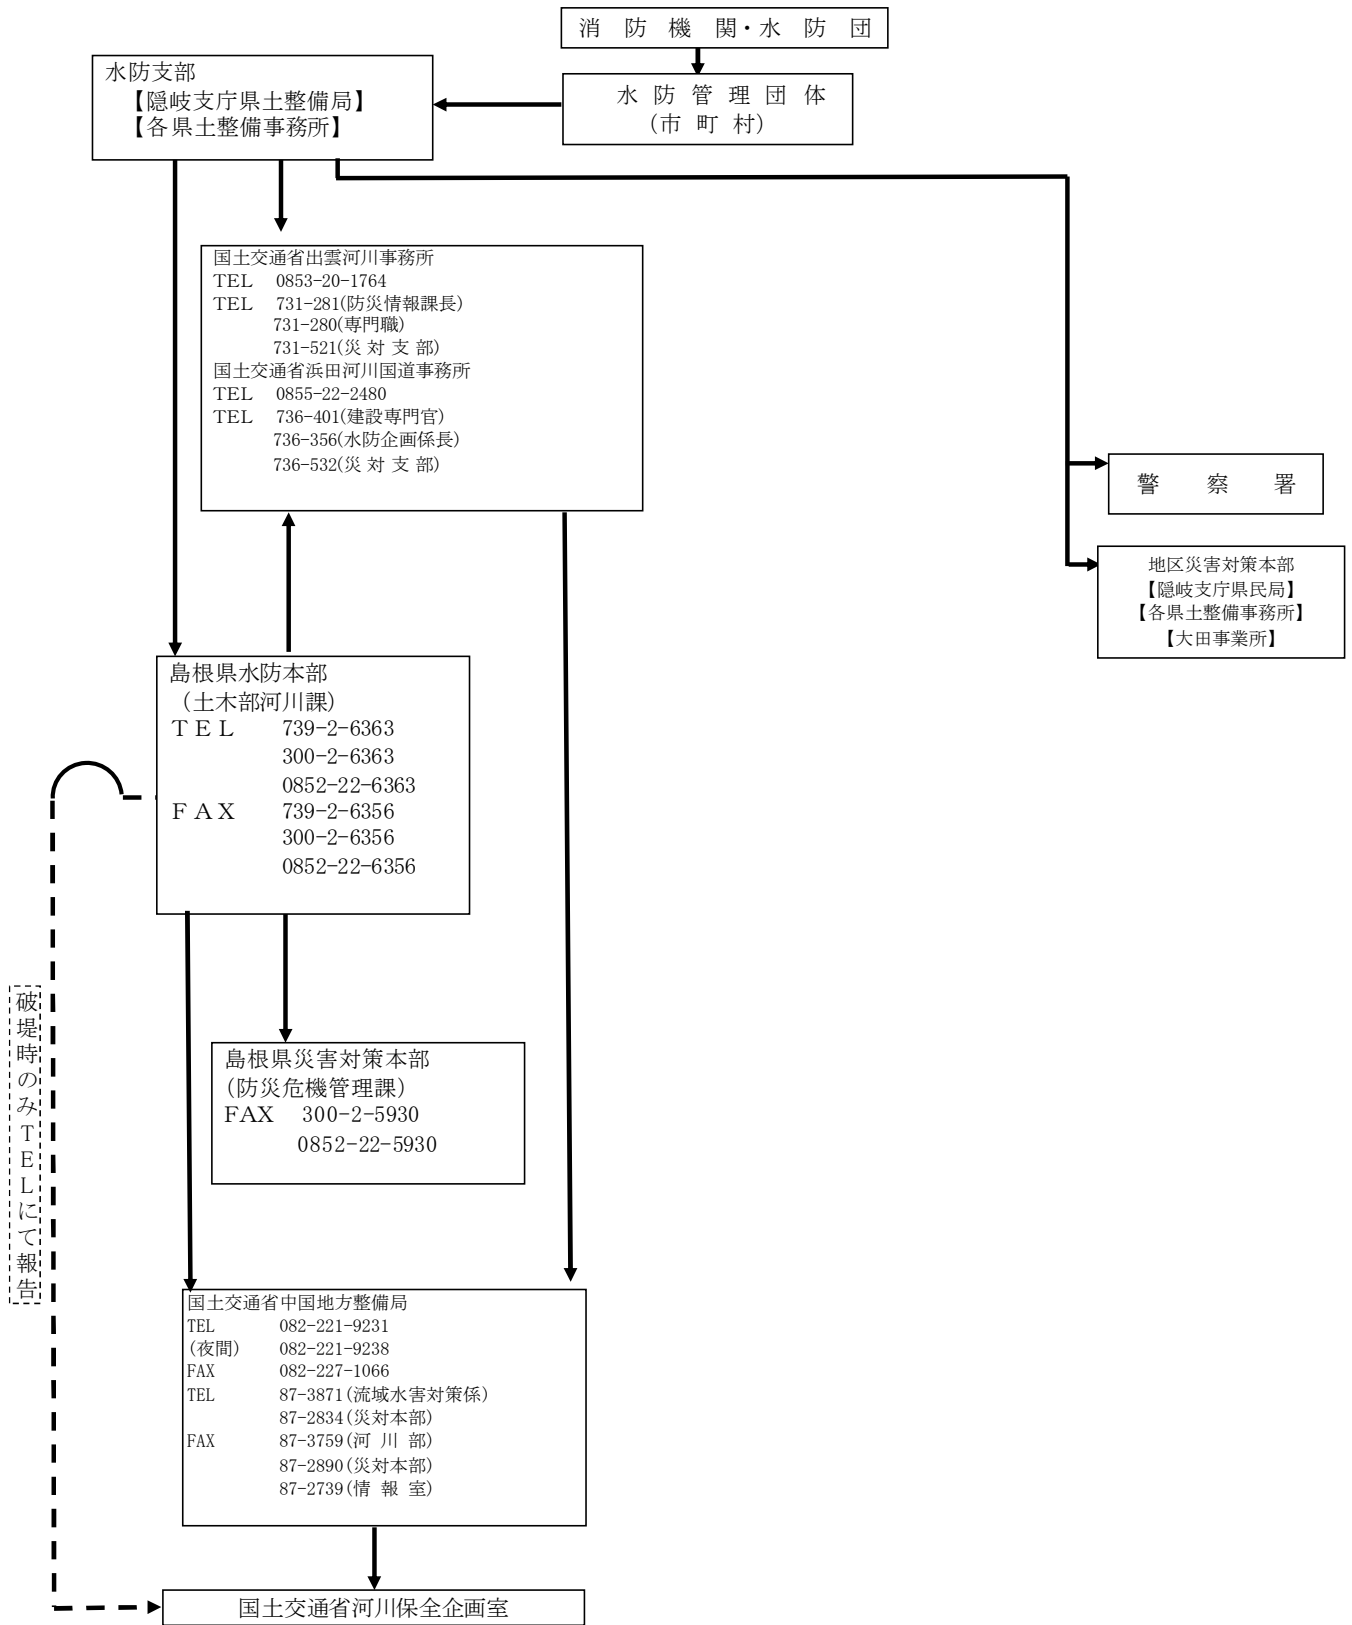 消防機関・水防団
水防支部
【隠岐支庁県土整備局】
【各県土整備事務所】
水防管理団体
(市町村)
国土交通省出雲河川事務所
TEL 0853-20-1764
TEL 731-281(防災情報課長)
731-280(専門職)
731-521(災対支部)
国土交通省浜田河川国道事務所
TEL 0855-22-2480
TEL 736-401(建設専門官)
736-356(水防企画係長)
736-532(災対支部)
警察署
地区災害対策本部
【隠岐支庁県民局】
【各県土整備事務所】
【大田事業所】
島根県水防本部
(土木部河川課)
TEL 739-2-6363
300-2-6363
0852-22-6363
FAX 739-2-6356
300-2-6356
0852-22-6356
破堤時のみTELにて報告
島根県災害対策本部
(防災危機管理課)
FAX 300-2-5930
0852-22-5930
国土交通省中国地方整備局
TEL 082-221-9231
(夜間) 082-221-9238
FAX 082-227-1066
TEL 87-3871(流域水害対策係)
87-2834(災対本部)
FAX 87-3759(河川部)
87-2890(災対本部)
87-2739(情報室)
国土交通省河川保全企画室